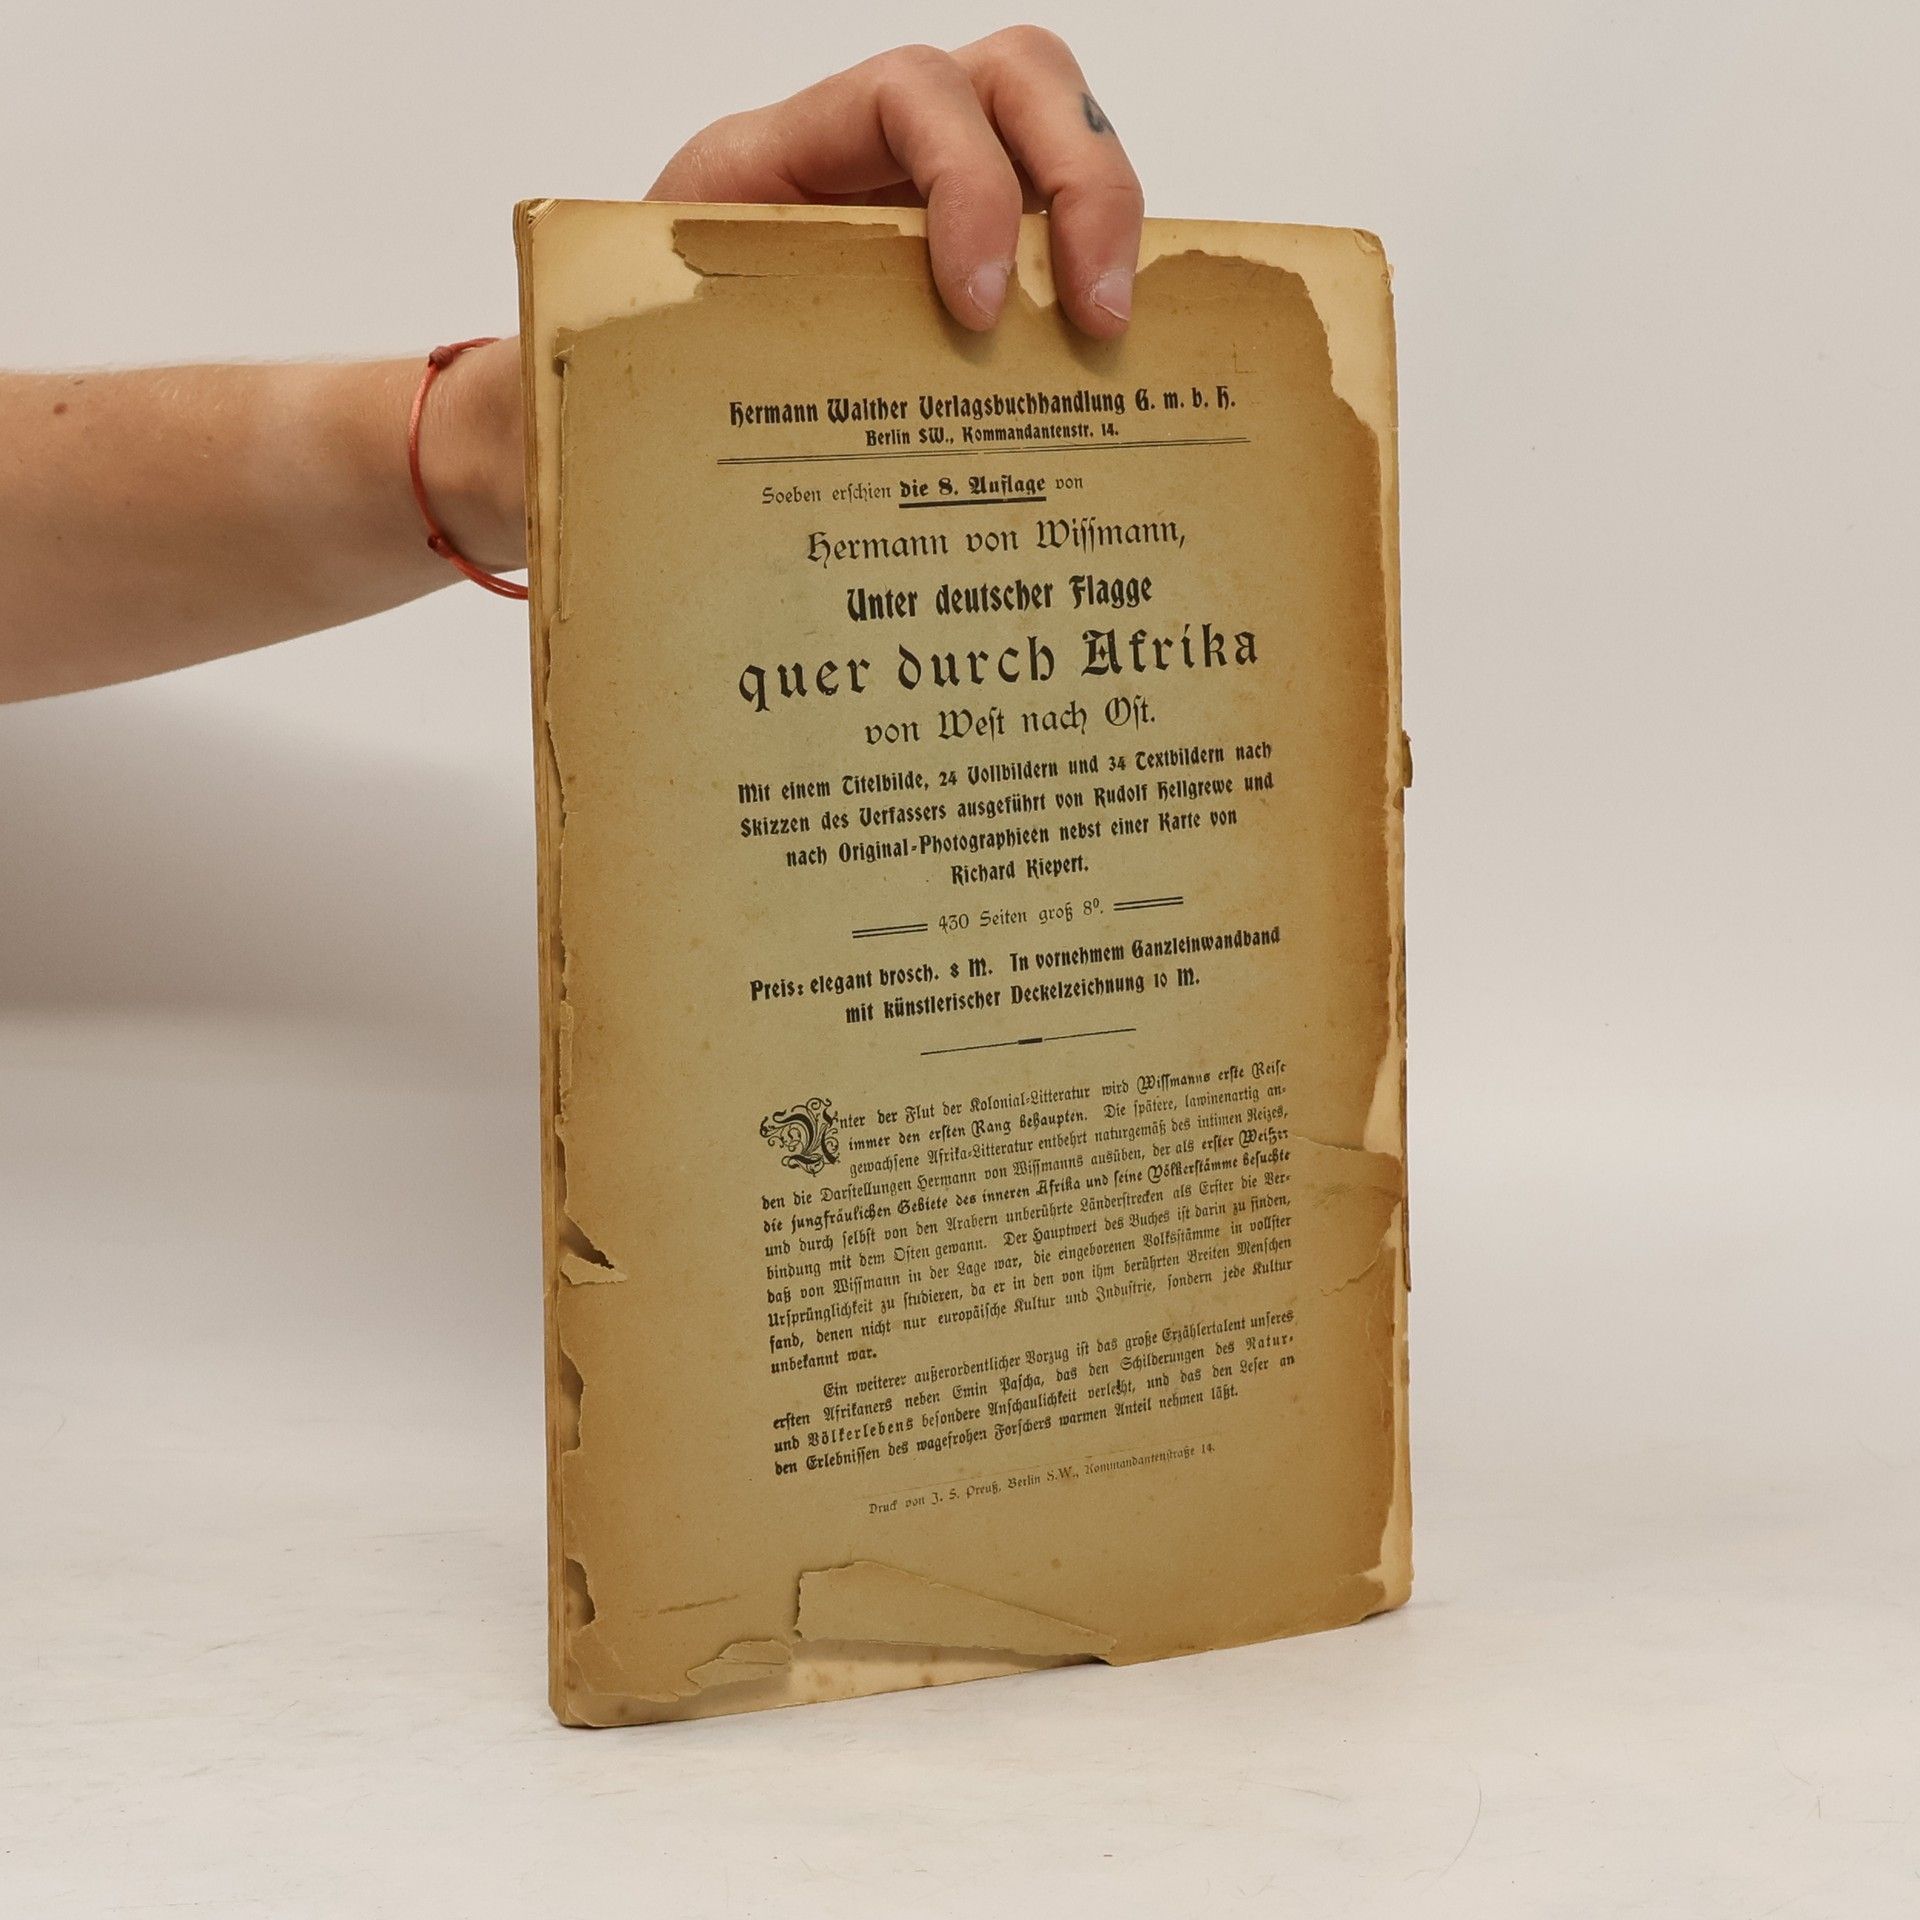 Hermann Walther Verlagsbuchhandlung G. m. b. H.
Berlin SW., Kommandantenstr. 14.
Soeben erſchien die 8. Auflage von
Hermann von Wiſſmann,
Unter deutscher Flagge
quer durch Afrika
von Weſt nach Oſt.
Mit einem Titelbilde, 24 Vollbildern und 34 Textbildern nach
Skizzen des Verfassers ausgeführt von Rudolf Hellgrewe und
nach Original-Photographieen nebst einer Karte von
Richard Kiepert.
430 Seiten groß 8⁰.
Preis: elegant brosch. 8 M. In vornehmem Ganzleinwandband
mit künstlerischer Deckelzeichnung 10 M.
Unter der Flut der Kolonial-Litteratur wird Wiſſmanns erſte Reiſe
immer den erſten Rang behaupten. Die ſpätere, lawinenartig an-
gewachſene Afrika-Litteratur entbehrt naturgemäß des intimen Reizes,
den die Darſtellungen Hermann von Wiſſmanns ausüben, der als erſter Weißer
die jungfräulichen Gebiete des inneren Afrika und ſeine Völkerſtämme beſuchte
und durch ſelbſt von den Arabern unberührte Länderſtrecken als Erſter die Ver-
bindung mit dem Oſten gewann. Der Hauptwert des Buches iſt darin zu finden,
daß von Wiſſmann in der Lage war, die eingeborenen Volksſtämme in vollſter
Urſprünglichkeit zu ſtudieren, da er in den von ihm berührten Breiten Menſchen
fand, denen nicht nur europäiſche Kultur und Induſtrie, ſondern jede Kultur
unbekannt war.
Ein weiterer außerordentlicher Vorzug iſt das große Erzählertalent unſeres
erſten Afrikaners neben Emin Paſcha, das den Schilderungen des Natur-
und Völkerlebens beſondere Anſchaulichkeit verleiht, und das den Leſer an
den Erlebniſſen des wagefrohen Forſchers warmen Anteil nehmen läßt.
Druck von J. S. Preuß, Berlin S.W., Kommandantenſtraße 14.